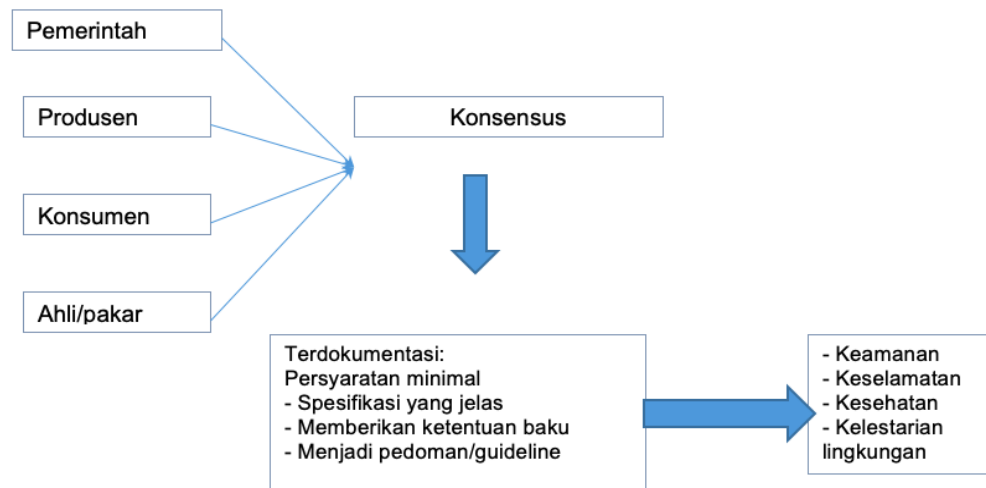 Pemerintah
Produsen
Konsensus
Konsumen
Ahli/pakar
Terdokumentasi:
Persyaratan minimal
- Spesifikasi yang jelas
- Memberikan ketentuan baku
- Menjadi pedoman/guideline
- Keamanan
- Keselamatan
- Kesehatan
- Kelestarian
lingkungan